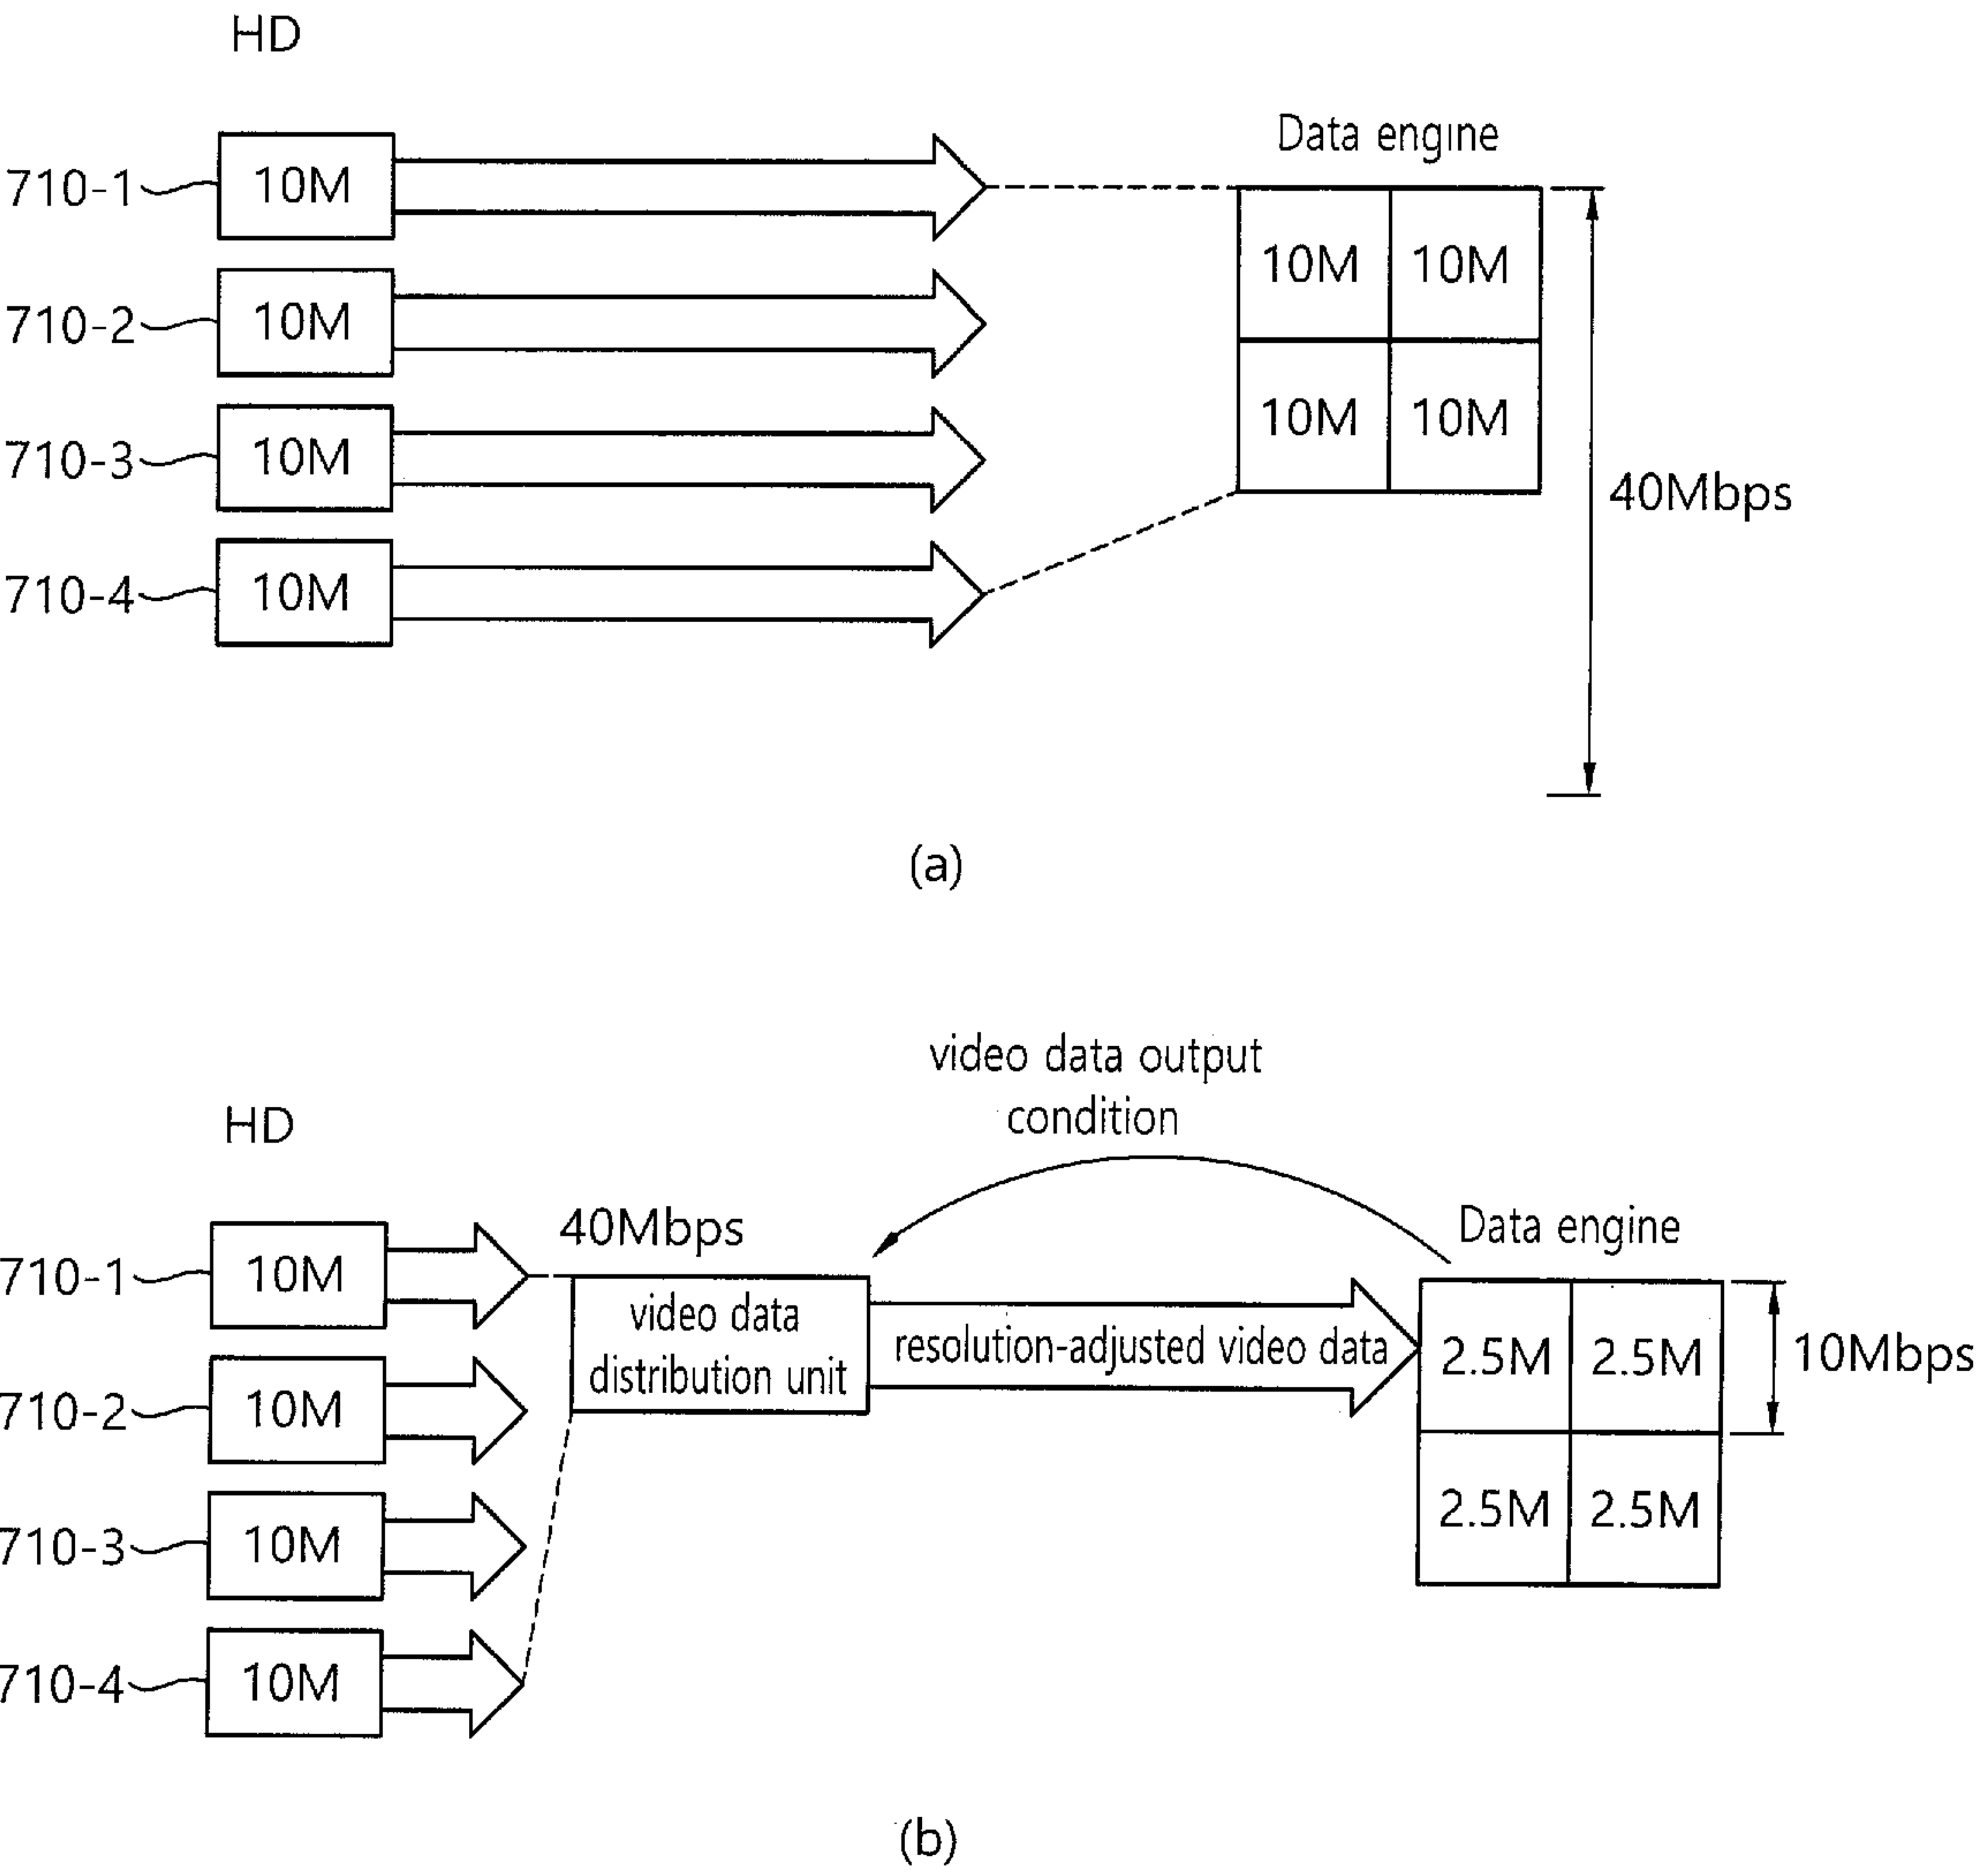 HD
Data engine
710-1 10M
10M 10M
710-2 10M
710-3 10M
10M 10M
40Mbps
710-4 10M
(a)
video data output
condition
HD
40Mbps
Data engine
710-1 10M
video data
distribution unit
resolution-adjusted video data
2.5M 2.5M
10Mbps
710-2 10M
710-3 10M
2.5M 2.5M
710-4 10M
(b)